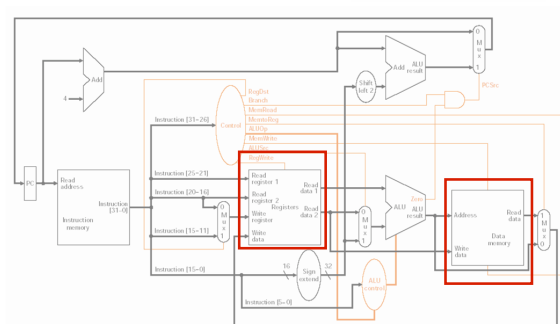 0
M
u
x
1
Add
ALU
result
Add
Shift
left 2
4
PCSrc
RegDst
Branch
MemRead
MemtoReg
ALUOp
MemWrite
ALUSrc
RegWrite
Instruction [31-26]
Control
PC
Read
address
Instruction
[31-0]
Instruction
memory
Instruction [25-21]
Instruction [20-16]
Instruction [15-11]
0
M
u
x
1
Read
register 1
Read
register 2
Write
register
Write
data
Registers
Read
data 1
Read
data 2
0
M
u
x
1
Zero
ALU
ALU
result
Address
Write
data
Read
data
Data
memory
1
M
u
x
0
Instruction [15-0]
16
Sign
extend
32
ALU
control
Instruction [5-0]